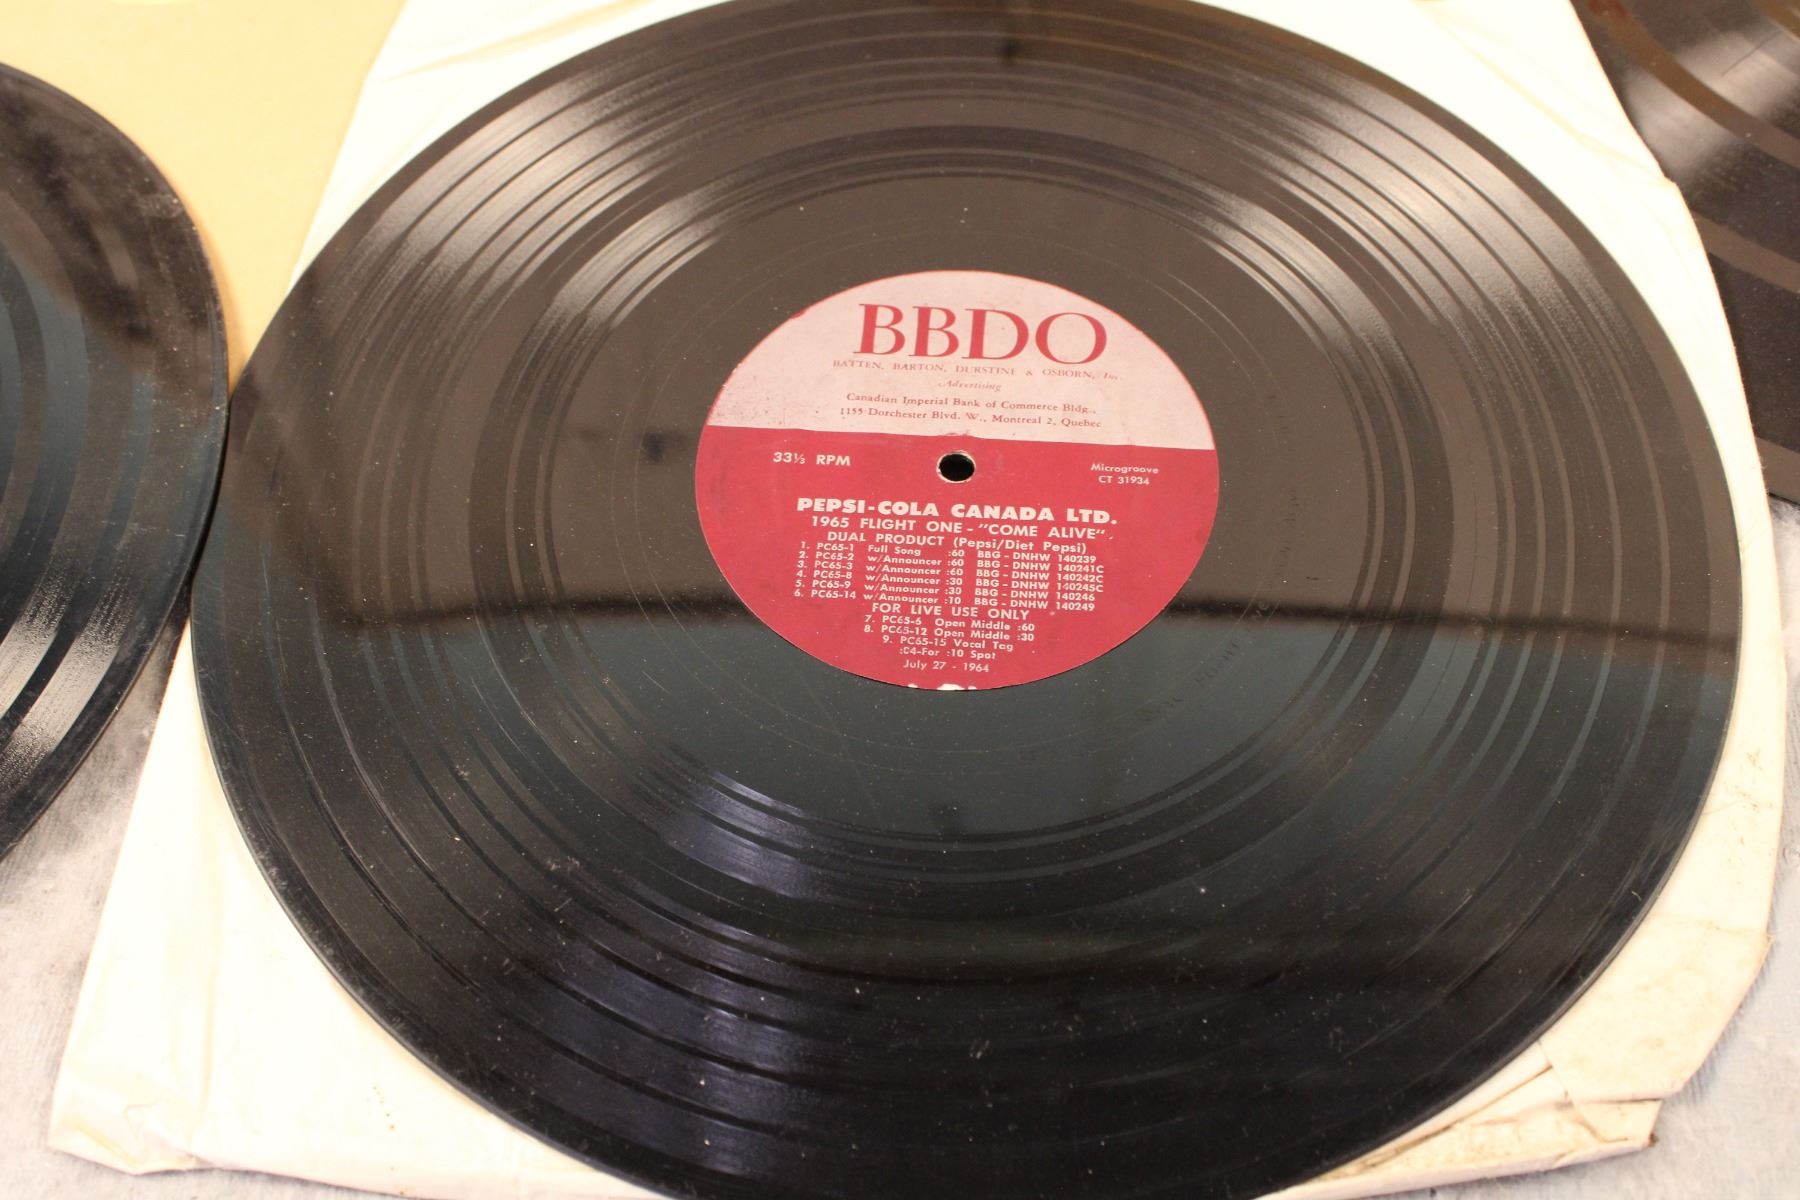 BBDO
BATTEN, BARTON, DURSTINE & OSBORN, Inc.
Advertising
Canadian Imperial Bank of Commerce Bldg.,
1155 Dorchester Blvd. W., Montreal 2, Quebec
33⅓ RPM
Microgroove
CT 31934
PEPSI-COLA CANADA LTD.
1965 FLIGHT ONE - "COME ALIVE"
DUAL PRODUCT (Pepsi/Diet Pepsi)
1. PC65-1 Full Song :60 BBG - DNHW 140239
2. PC65-2 w/Announcer :60 BBG - DNHW 140241C
3. PC65-3 w/Announcer :60 BBG - DNHW 140242C
4. PC65-8 w/Announcer :30 BBG - DNHW 140245C
5. PC65-9 w/Announcer :30 BBG - DNHW 140246
6. PC65-14 w/Announcer :10 BBG - DNHW 140249
FOR LIVE USE ONLY
7. PC65-6 Open Middle :60
8. PC65-12 Open Middle :30
9. PC65-15 Vocal Tag
:04-For :10 Spot
July 27 - 1964